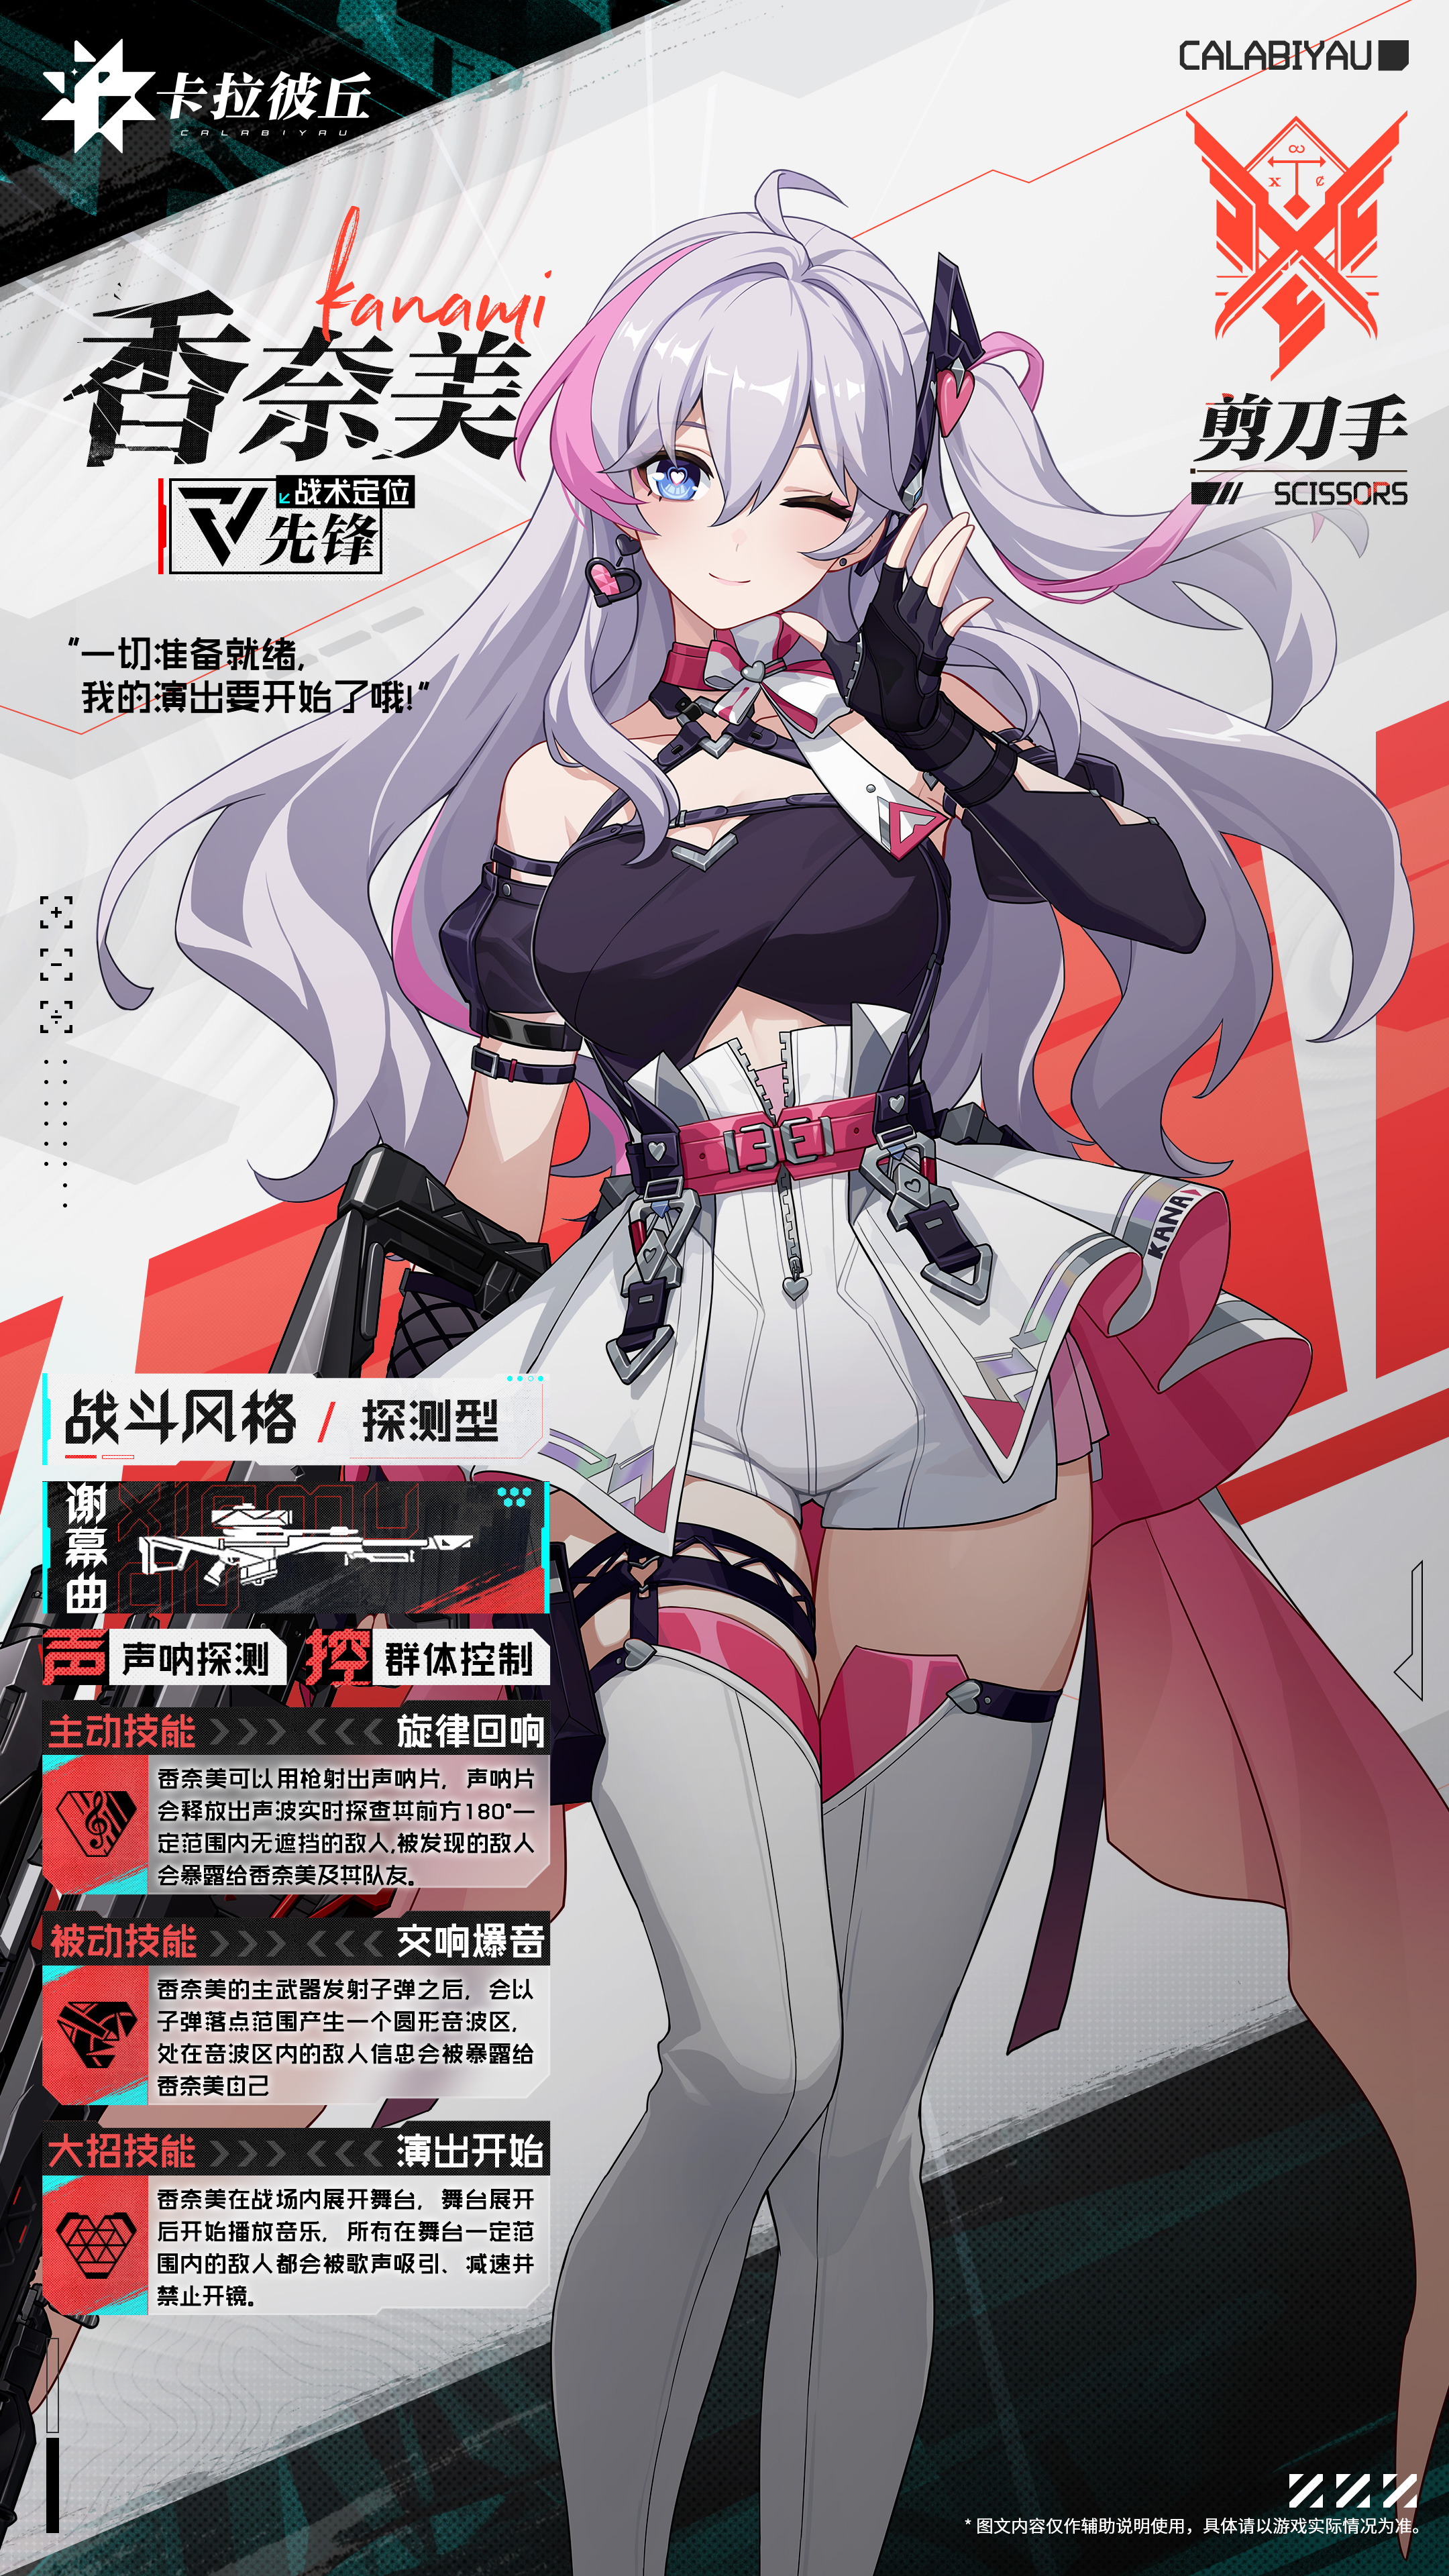 卡拉彼丘
CALABIYAU
CALABIYAU
kanami
香奈美
战术定位
先锋
"一切准备就绪,
我的演出要开始了哦!"
剪刀手
SCISSORS
KANA
战斗风格 / 探测型
谢幕曲
XIEMU
QU
声 声呐探测 控 群体控制
主动技能 旋律回响
香奈美可以用枪射出声呐片,声呐片
会释放出声波实时探查其前方180°一
定范围内无遮挡的敌人,被发现的敌人
会暴露给香奈美及其队友。
被动技能 交响爆音
香奈美的主武器发射子弹之后,会以
子弹落点范围产生一个圆形音波区,
处在音波区内的敌人信息会被暴露给
香奈美自己
大招技能 演出开始
香奈美在战场内展开舞台,舞台展开
后开始播放音乐,所有在舞台一定范
围内的敌人都会被歌声吸引、减速并
禁止开镜。
* 图文内容仅作辅助说明使用，具体请以游戏实际情况为准。